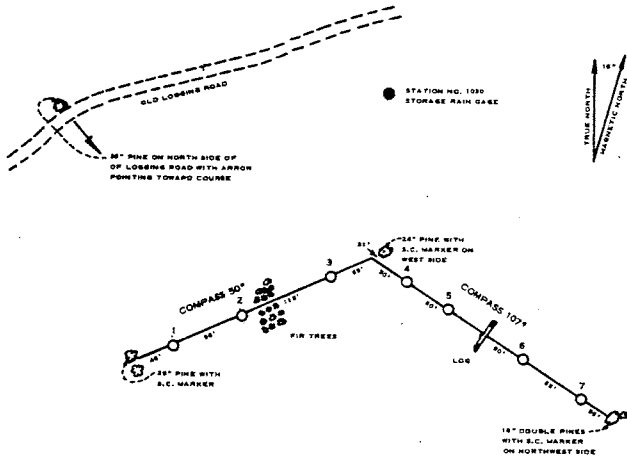 OLD LOGGING ROAD
STATION NO. 1030
STORAGE RAIN GAGE
TRUE NORTH
MAGNETIC NORTH
PINE ON NORTH SIDE OF
OF LOGGING ROAD WITH ARROW
POINTING TOWARD COURSE
PINE WITH
S.C. MARKER ON
WEST SIDE
COMPASS 50°
COMPASS 107°
1
2
3
4
5
6
7
FIR TREES
LOG
PINE WITH
S.C. MARKER
DOUBLE PINES
WITH S.C. MARKER
ON NORTHWEST SIDE